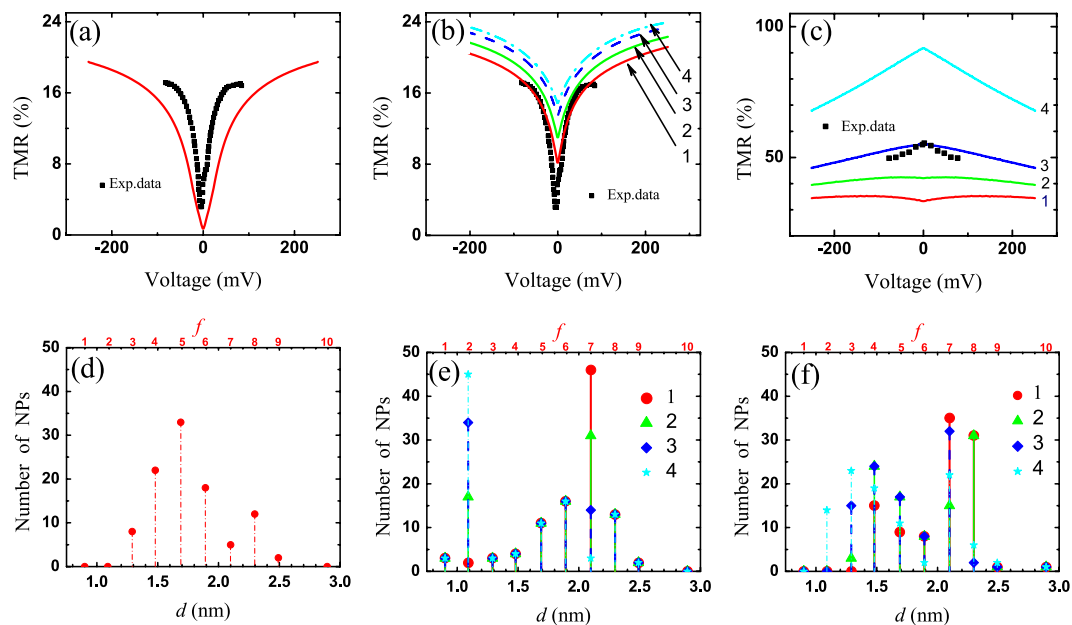 (a)
24
16
8
0
TMR (%)
Exp.data
-200 0 200
Voltage (mV)
(b)
24
16
8
0
TMR (%)
4
3
3
2
1
Exp.data
-200 0 200
Voltage (mV)
(c)
100
50
TMR (%)
4
Exp.data
3
2
1
-200 0 200
Voltage (mV)
f
1 2 3 4 5 6 7 8 9 10
(d)
50
40
30
20
10
0
Number of NPs
1.0 1.5 2.0 2.5 3.0
d (nm)
f
1 2 3 4 5 6 7 8 9 10
(e)
50
40
30
20
10
0
Number of NPs
1
2
3
4
1.0 1.5 2.0 2.5 3.0
d (nm)
f
1 2 3 4 5 6 7 8 9 10
(f)
50
40
30
20
10
0
Number of NPs
1
2
3
4
1.0 1.5 2.0 2.5 3.0
d (nm)